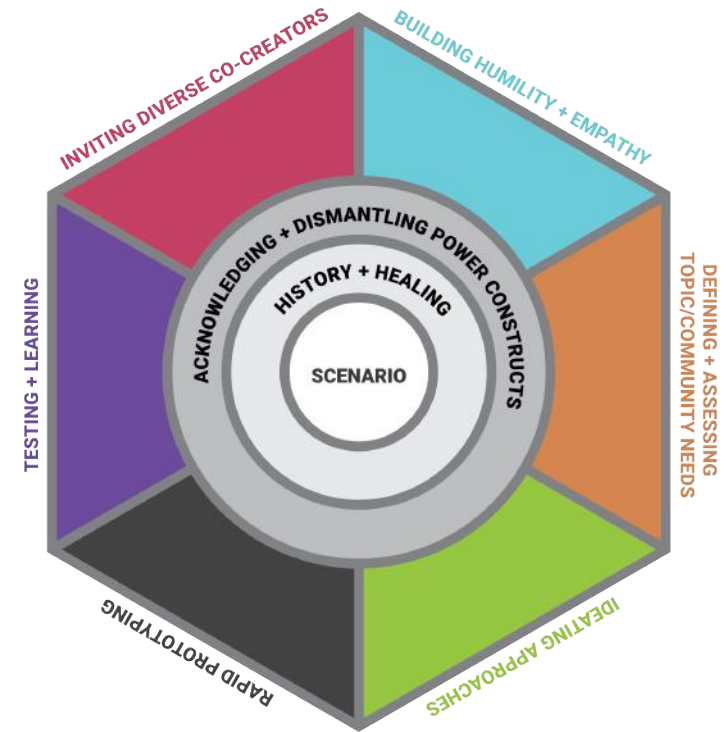 INVITING DIVERSE CO-CREATORS
BUILDING HUMILITY + EMPATHY
DEFINING + ASSESSING
TOPIC/COMMUNITY NEEDS
IDEATING APPROACHES
RAPID PROTOTYPING
TESTING + LEARNING
ACKNOWLEDGING + DISMANTLING POWER CONSTRUCTS
HISTORY + HEALING
SCENARIO